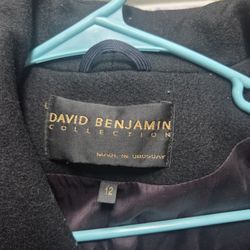 DAVID BENJAMIN
COLLECTION
MADE IN URUGUAY
12